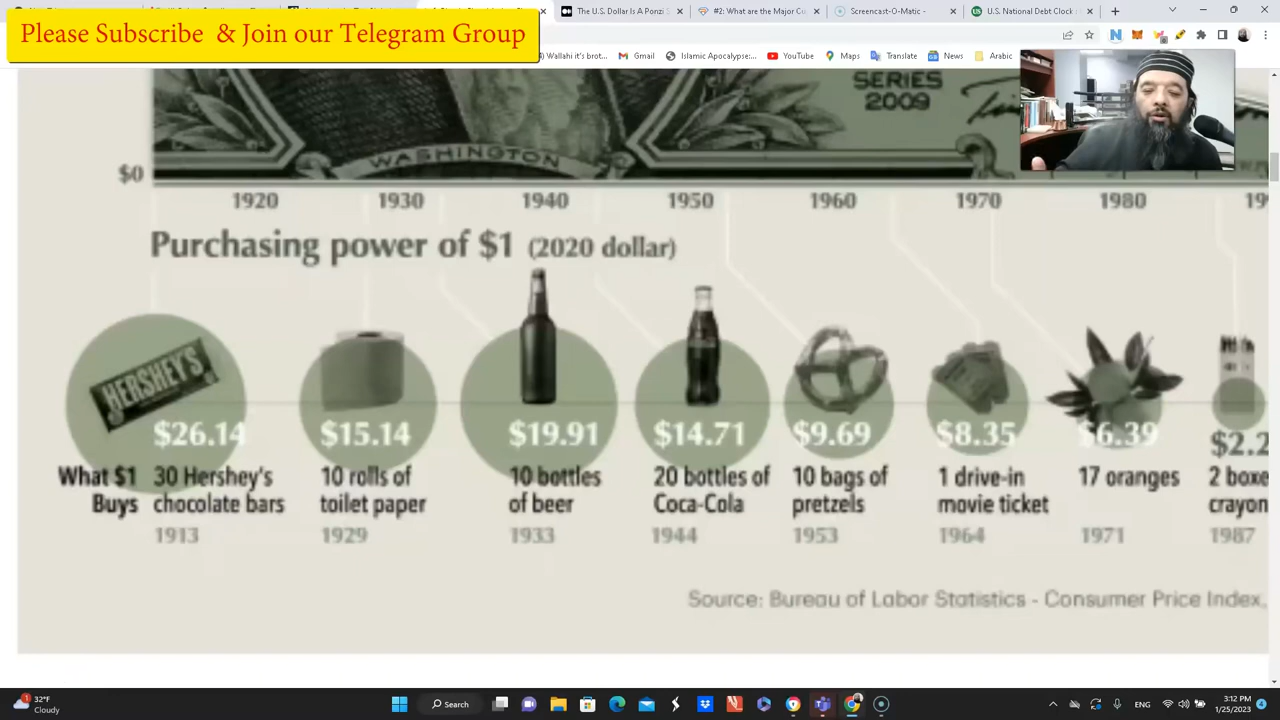 Please Subscribe & Join our Telegram Group
The U.S. Dollar Is A Ponzi S
#2: What are the Major Gu
Screencast-O-Matic -
U.S. National Debt Clock :
) Wallahi it's brot...
Gmail
Islamic Apocalypse:...
YouTube
Maps
Translate
News
Arabic
SERIES
2009
WASHINGTON
$0
1920 1930 1940 1950 1960 1970 1980 19
Purchasing power of $1 (2020 dollar)
HERSHEY'S
$26.14 $15.14 $19.91 $14.71 $9.69 $8.35 $6.39 $2.2
What $1 30 Hershey's 10 rolls of 10 bottles 20 bottles of 10 bags of 1 drive-in 17 oranges 2 boxe
Buys chocolate bars toilet paper of beer Coca-Cola pretzels movie ticket crayon
1913 1929 1933 1944 1953 1964 1971 1987
Source: Bureau of Labor Statistics - Consumer Price Index,
32°F
Cloudy
Search
ENG
3:12 PM
1/25/2023